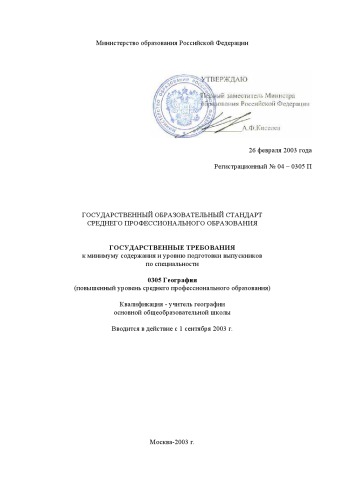 Министерство образования Российской Федерации
УТВЕРЖДАЮ
Первый заместитель Министра
образования Российской Федерации
А.Ф.Киселев
26 февраля 2003 года
Регистрационный № 04 – 0305 П
ГОСУДАРСТВЕННЫЙ ОБРАЗОВАТЕЛЬНЫЙ СТАНДАРТ
СРЕДНЕГО ПРОФЕССИОНАЛЬНОГО ОБРАЗОВАНИЯ
ГОСУДАРСТВЕННЫЕ ТРЕБОВАНИЯ
к минимуму содержания и уровню подготовки выпускников
по специальности
0305 География
(повышенный уровень среднего профессионального образования)
Квалификация - учитель географии
основной общеобразовательной школы
Вводится в действие с 1 сентября 2003 г.
Москва-2003 г.